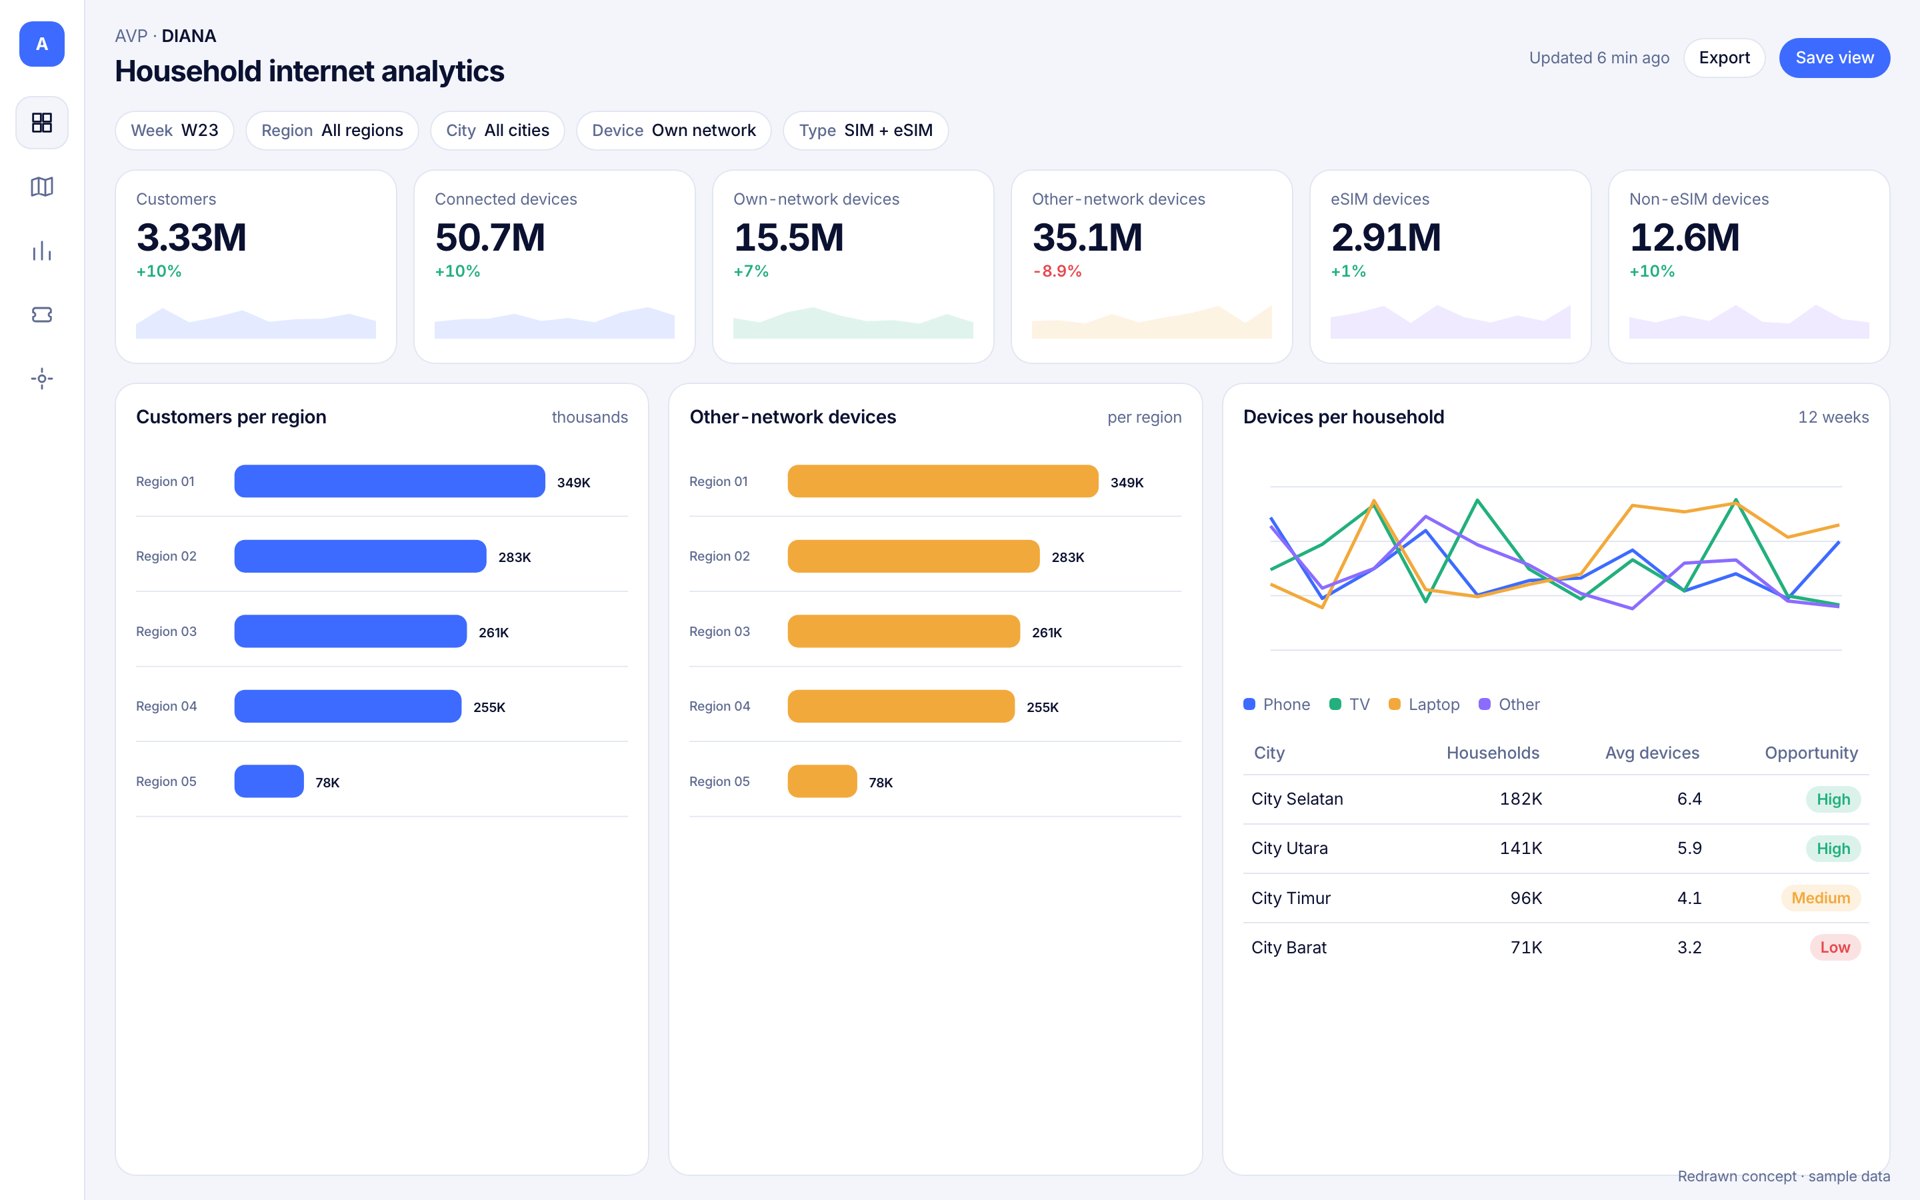 A
AVP · DIANA
Household internet analytics
Updated 6 min ago
Export
Save view
Week W23
Region All regions
City All cities
Device Own network
Type SIM + eSIM
Customers
3.33M
+10%
Connected devices
50.7M
+10%
Own-network devices
15.5M
+7%
Other-network devices
35.1M
-8.9%
eSIM devices
2.91M
+1%
Non-eSIM devices
12.6M
+10%
Customers per region thousands
Region 01 349K
Region 02 283K
Region 03 261K
Region 04 255K
Region 05 78K
Other-network devices per region
Region 01 349K
Region 02 283K
Region 03 261K
Region 04 255K
Region 05 78K
Devices per household 12 weeks
Phone TV Laptop Other
City Households Avg devices Opportunity
City Selatan 182K 6.4 High
City Utara 141K 5.9 High
City Timur 96K 4.1 Medium
City Barat 71K 3.2 Low
Redrawn concept · sample data